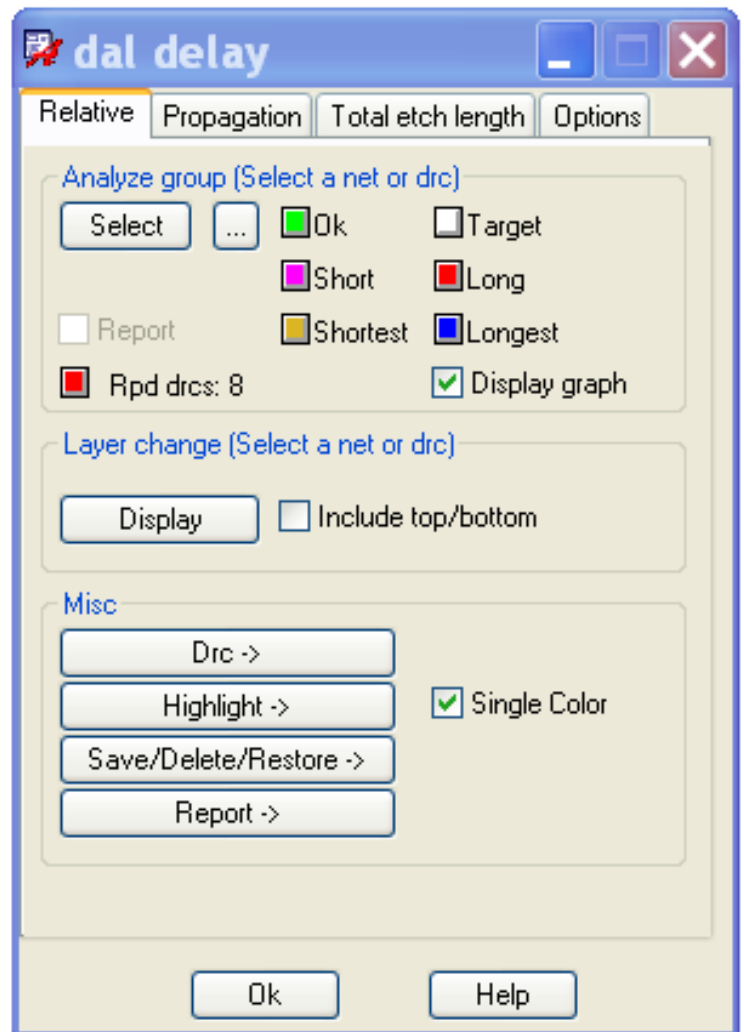 dal delay
Relative Propagation Total etch length Options
Analyze group (Select a net or drc)
Select ... Ok Target
Short Long
Report Shortest Longest
Rpd drcs: 8 Display graph
Layer change (Select a net or drc)
Display Include top/bottom
Misc
Drc ->
Highlight -> Single Color
Save/Delete/Restore ->
Report ->
Ok Help